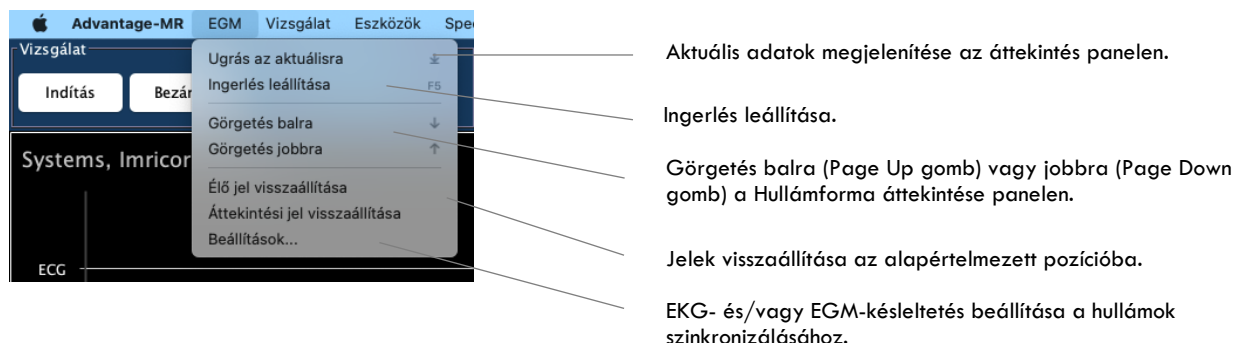 Advantage-MR EGM Vizsgálat Eszközök Spe
Vizsgálat
Indítás Bezár
Ugrás az aktuálisra
Ingerlés leállítása F5
Görgetés balra ↓
Görgetés jobbra ↑
Élő jel visszaállítása
Áttekintési jel visszaállítása
Beállítások...
Systems, Imricor
ECG
Aktuális adatok megjelenítése az áttekintés panelen.
Ingerlés leállítása.
Görgetés balra (Page Up gomb) vagy jobbra (Page Down
gomb) a Hullámforma áttekintése panelen.
Jelek visszaállítása az alapértelmezett pozícióba.
EKG- és/vagy EGM-késleltetés beállítása a hullámok
szinkronizálásához.